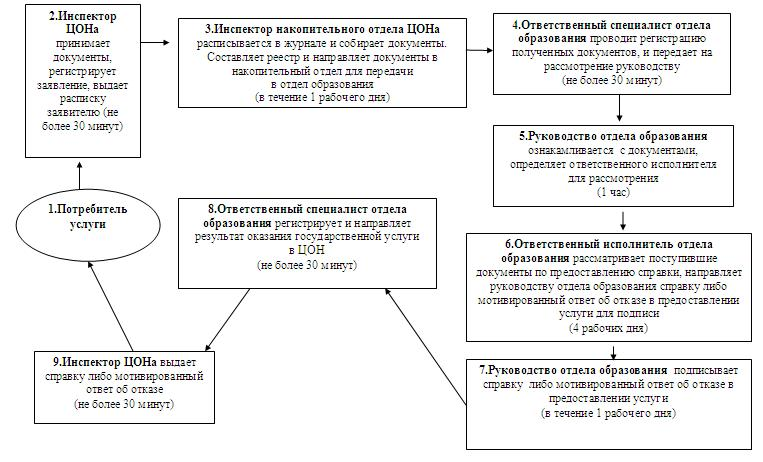 2.Инспектор
ЦОНа
принимает
документы,
регистрирует
заявление, выдает
расписку
заявителю (не
более 30 минут)
3.Инспектор накопительного отдела ЦОНа
расписывается в журнале и собирает документы.
Составляет реестр и направляет документы в
накопительный отдел для передачи
в отдел образования
(в течение 1 рабочего дня)
4.Ответственный специалист отдела
образования проводит регистрацию
полученных документов, и передает на
рассмотрение руководству
(не более 30 минут)
5.Руководство отдела образования
ознакамливается с документами,
определяет ответственного исполнителя
для рассмотрения
(1 час)
6.Ответственный исполнитель отдела
образования рассматривает поступившие
документы по предоставлению справки, направляет
руководству отдела образования справку либо
мотивированный ответ об отказе в предоставлении
услуги для подписи
(4 рабочих дня)
7.Руководство отдела образования подписывает
справку либо мотивированный ответ об отказе в
предоставлении услуги
(в течение 1 рабочего дня)
8.Ответственный специалист отдела
образования регистрирует и направляет
результат оказания государственной услуги
в ЦОН
(не более 30 минут)
9.Инспектор ЦОНа выдает
справку либо мотивированный
ответ об отказе
(не более 30 минут)
1.Потребитель
услуги